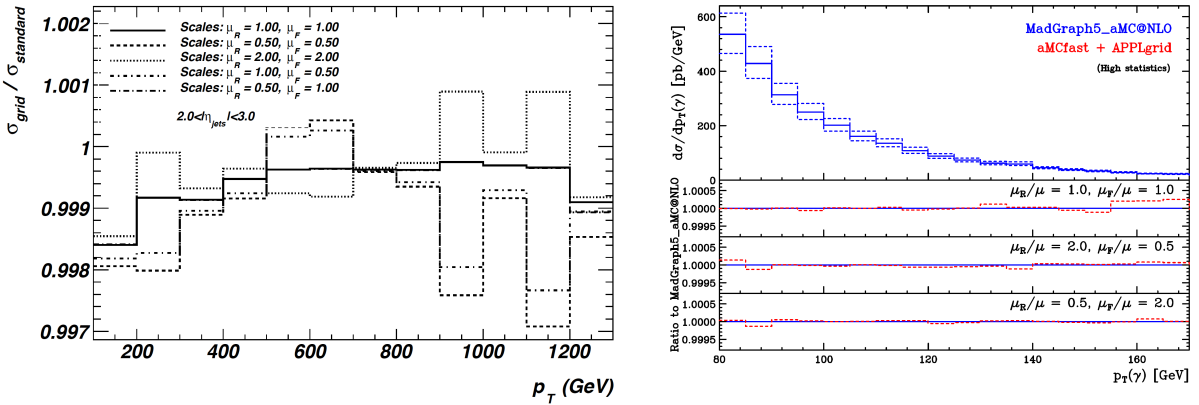 σgrid / σstandard
1.002
1.001
1
0.999
0.998
0.997
Scales: μR = 1.00, μF = 1.00
Scales: μR = 0.50, μF = 0.50
Scales: μR = 2.00, μF = 2.00
Scales: μR = 1.00, μF = 0.50
Scales: μR = 0.50, μF = 1.00
2.0<|ηjets|<3.0
200 400 600 800 1000 1200
pT (GeV)
dσ/dpT(γ) [pb/GeV]
600
400
200
0
MadGraph5_aMC@NLO
aMCfast + APPLgrid
(High statistics)
Ratio to MadGraph5_aMC@NLO
1.0005
1.0000
0.9995
μR/μ = 1.0, μF/μ = 1.0
1.0005
1.0000
0.9995
μR/μ = 2.0, μF/μ = 0.5
1.0005
1.0000
0.9995
μR/μ = 0.5, μF/μ = 2.0
80 100 120 140 160
pT(γ) [GeV]